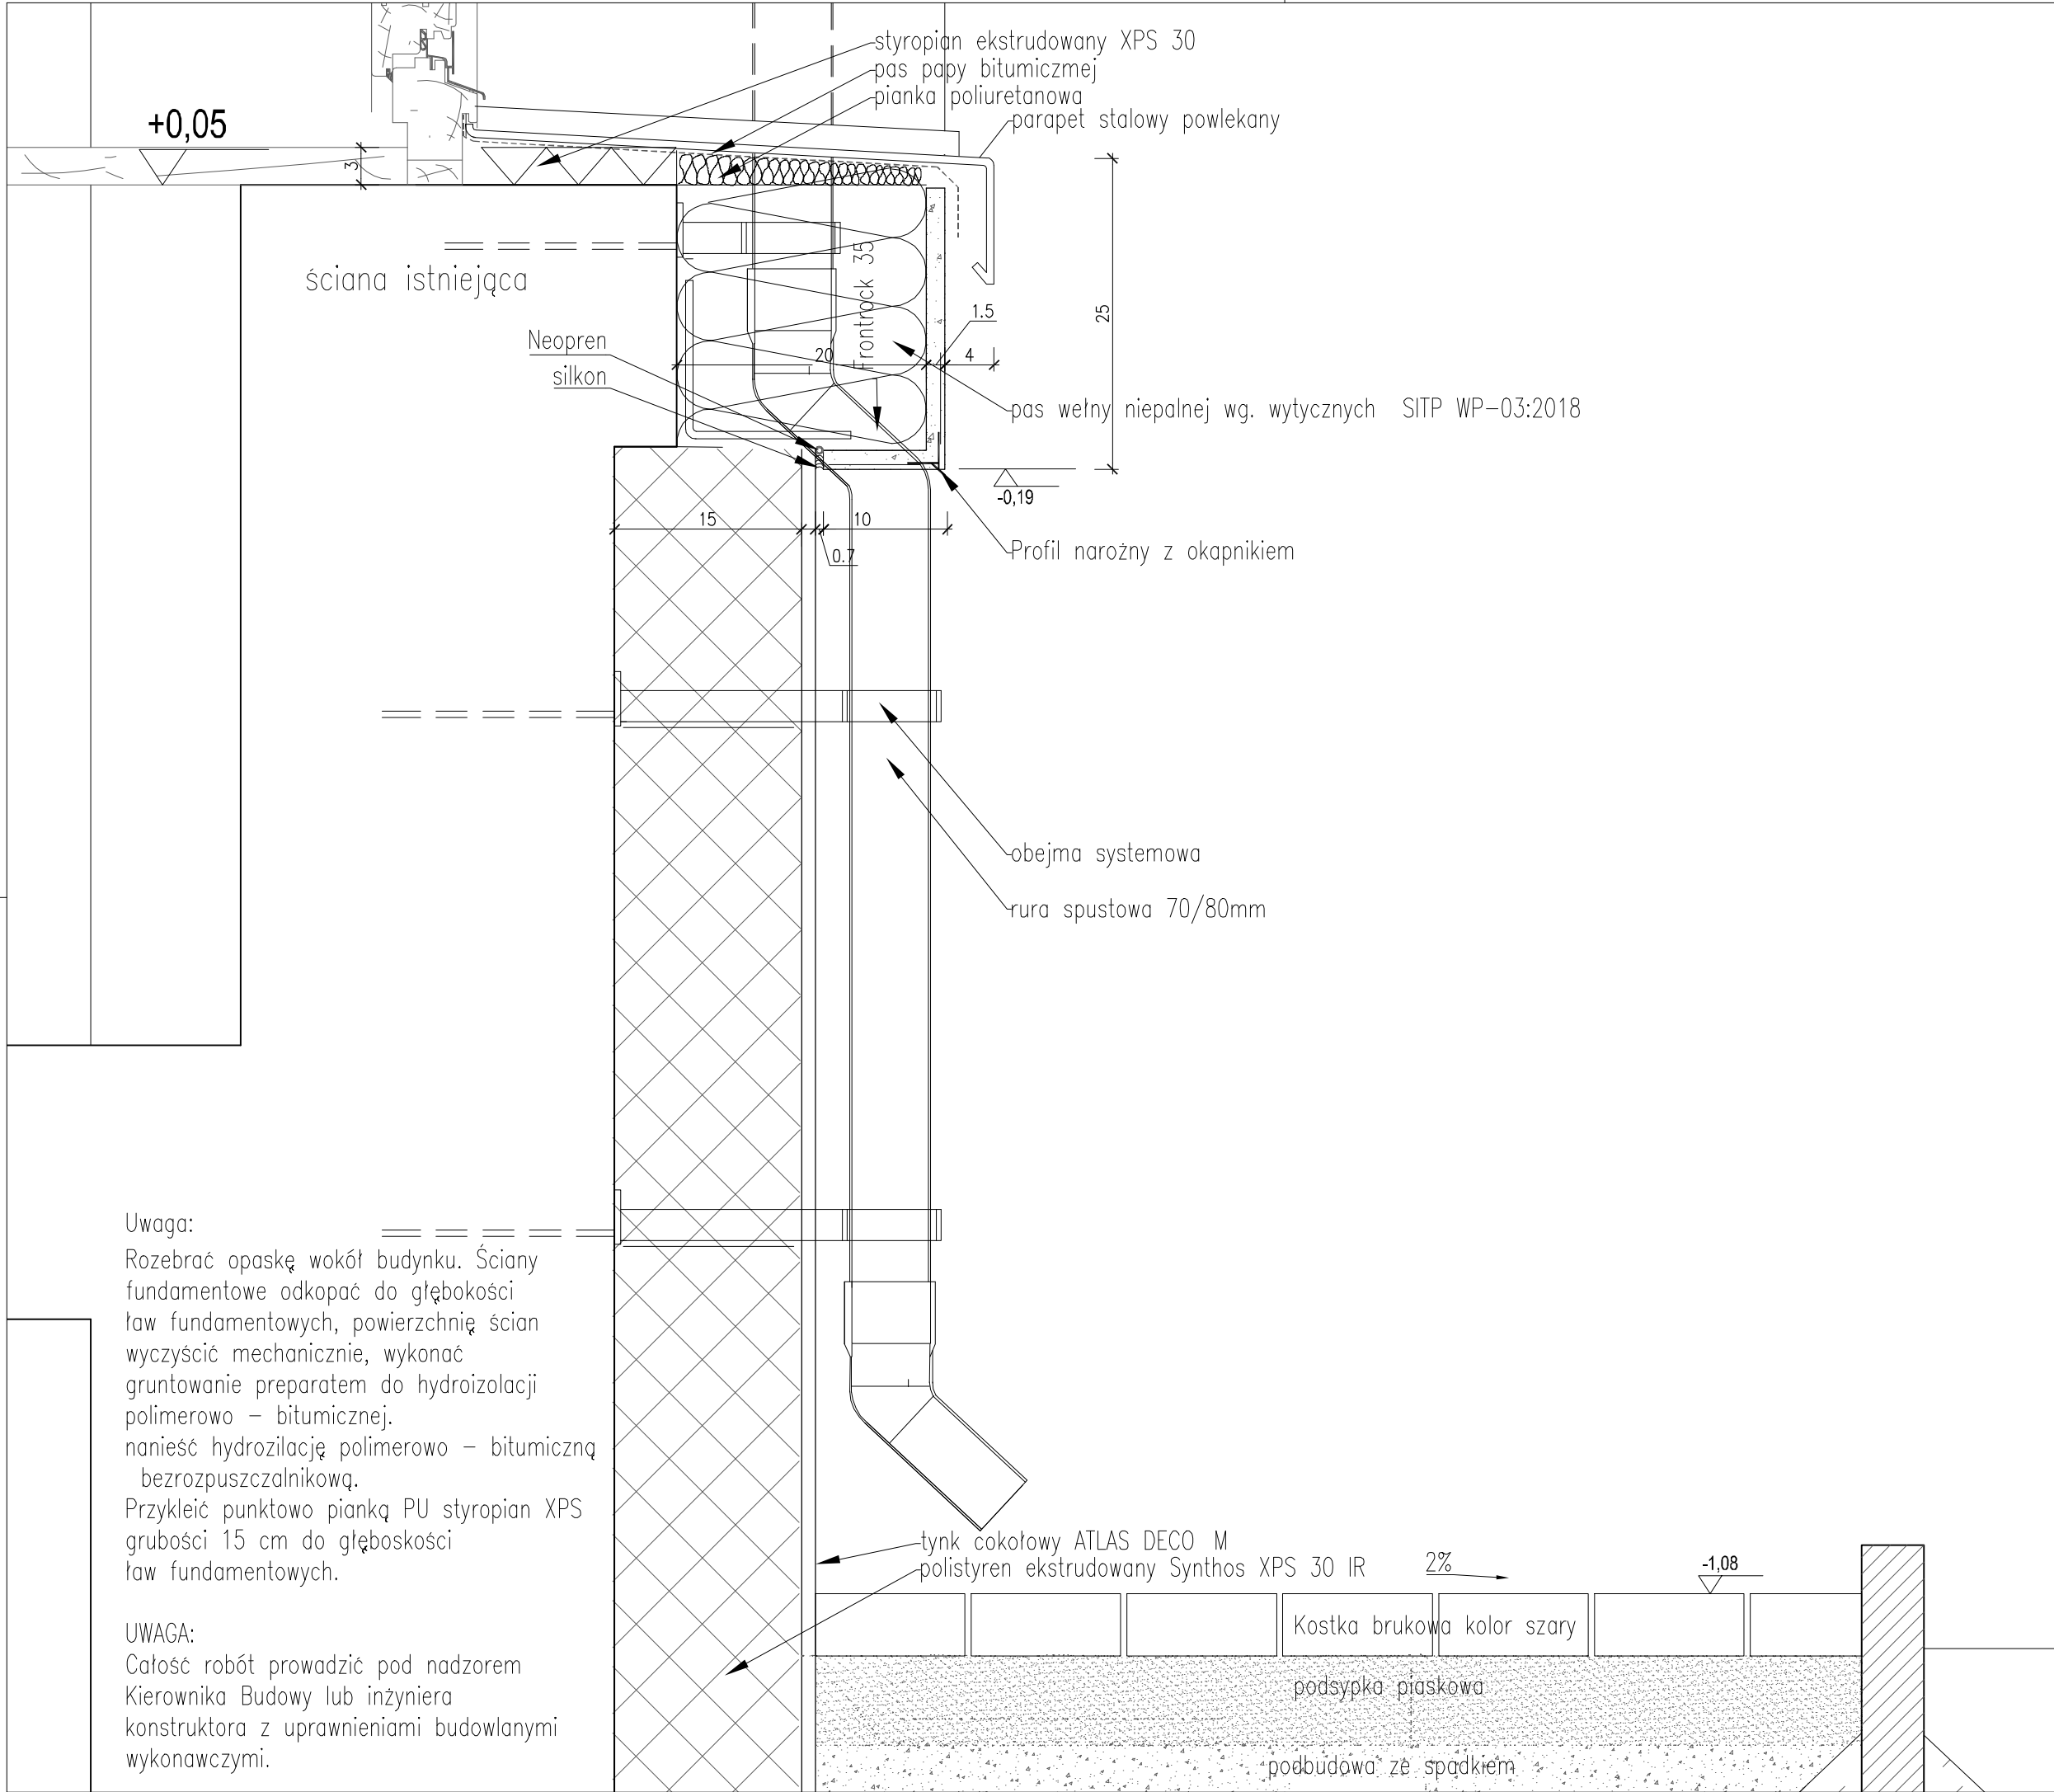 styropian ekstrudowany XPS 30
pas papy bitumiczmej
pianka poliuretanowa
parapet stalowy powlekany
+0,05
3
ściana istniejąca
Frontrock 35
25
1.5
20
4
Neopren
silkon
pas wełny niepalnej wg. wytycznych SITP WP-03:2018
-0,19
15
10
0.7
Profil narożny z okapnikiem
obejma systemowa
rura spustowa 70/80mm
Uwaga:
Rozebrać opaskę wokół budynku. Ściany
fundamentowe odkopać do głębokości
ław fundamentowych, powierzchnię ścian
wyczyścić mechanicznie, wykonać
gruntowanie preparatem do hydroizolacji
polimerowo - bitumicznej.
nanieść hydrozilację polimerowo - bitumiczną
bezrozpuszczalnikową.
Przykleić punktowo pianką PU styropian XPS
grubości 15 cm do głęboskości
ław fundamentowych.
UWAGA:
Całość robót prowadzić pod nadzorem
Kierownika Budowy lub inżyniera
konstruktora z uprawnieniami budowlanymi
wykonawczymi.
tynk cokołowy ATLAS DECO M
polistyren ekstrudowany Synthos XPS 30 IR
2%
-1,08
Kostka brukowa kolor szary
podsypka piaskowa
podbudowa ze spadkiem